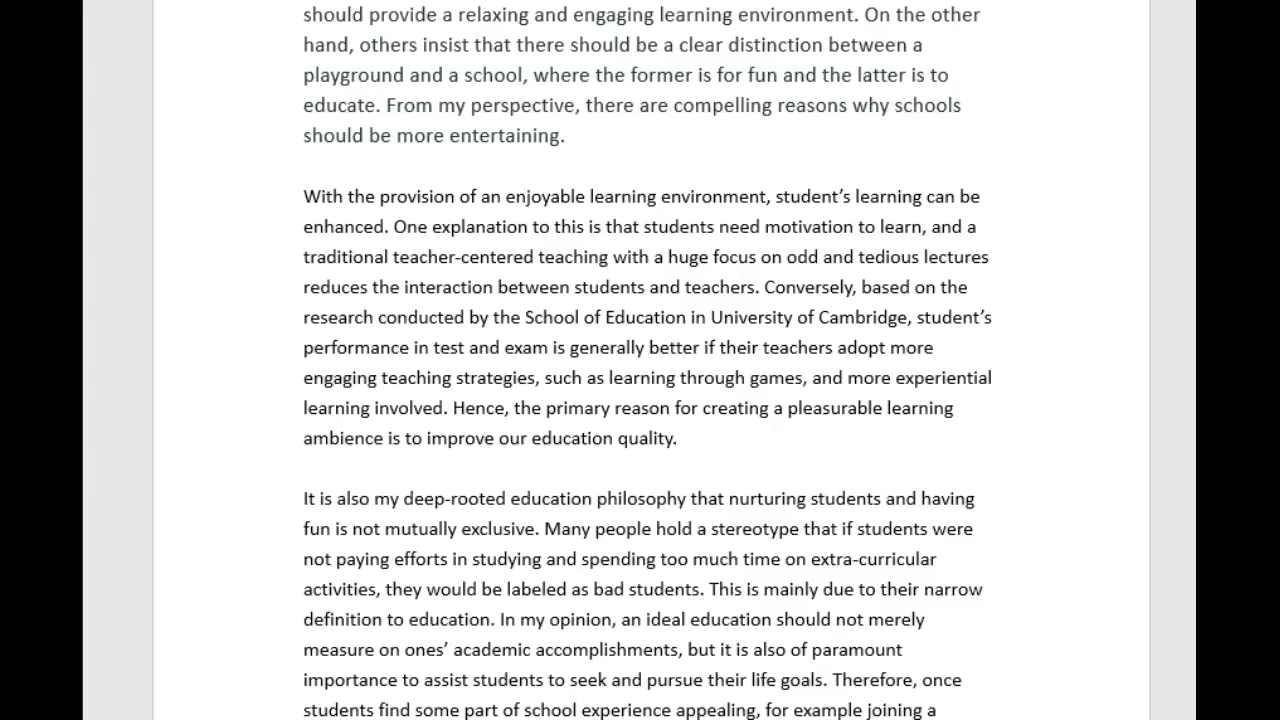 should provide a relaxing and engaging learning environment. On the other
hand, others insist that there should be a clear distinction between a
playground and a school, where the former is for fun and the latter is to
educate. From my perspective, there are compelling reasons why schools
should be more entertaining.
With the provision of an enjoyable learning environment, student’s learning can be
enhanced. One explanation to this is that students need motivation to learn, and a
traditional teacher-centered teaching with a huge focus on odd and tedious lectures
reduces the interaction between students and teachers. Conversely, based on the
research conducted by the School of Education in University of Cambridge, student’s
performance in test and exam is generally better if their teachers adopt more
engaging teaching strategies, such as learning through games, and more experiential
learning involved. Hence, the primary reason for creating a pleasurable learning
ambience is to improve our education quality.
It is also my deep-rooted education philosophy that nurturing students and having
fun is not mutually exclusive. Many people hold a stereotype that if students were
not paying efforts in studying and spending too much time on extra-curricular
activities, they would be labeled as bad students. This is mainly due to their narrow
definition to education. In my opinion, an ideal education should not merely
measure on ones’ academic accomplishments, but it is also of paramount
importance to assist students to seek and pursue their life goals. Therefore, once
students find some part of school experience appealing, for example joining a